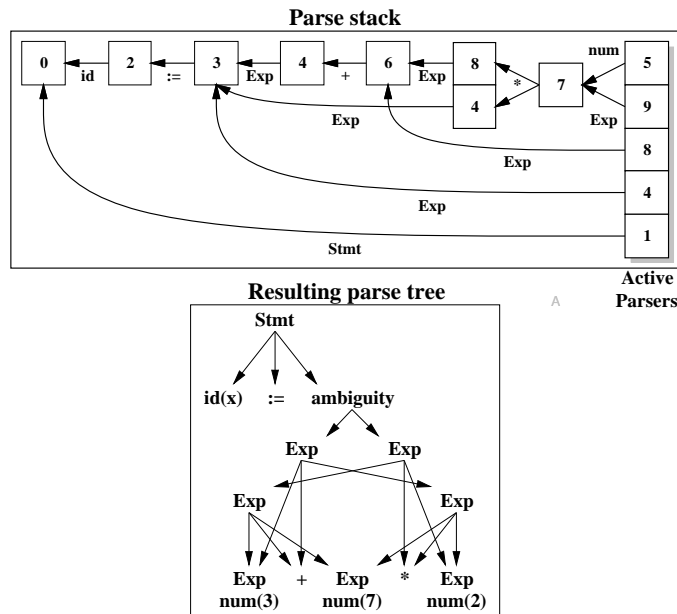 Parse stack
0 2 3 4 6 8 7 5
id := Exp + Exp * num
4 9
Exp Exp
8
Exp
4
Exp
1
Stmt
Active
Parsers
A
Resulting parse tree
Stmt
id(x) := ambiguity
Exp Exp
Exp Exp
Exp + Exp * Exp
num(3) num(7) num(2)